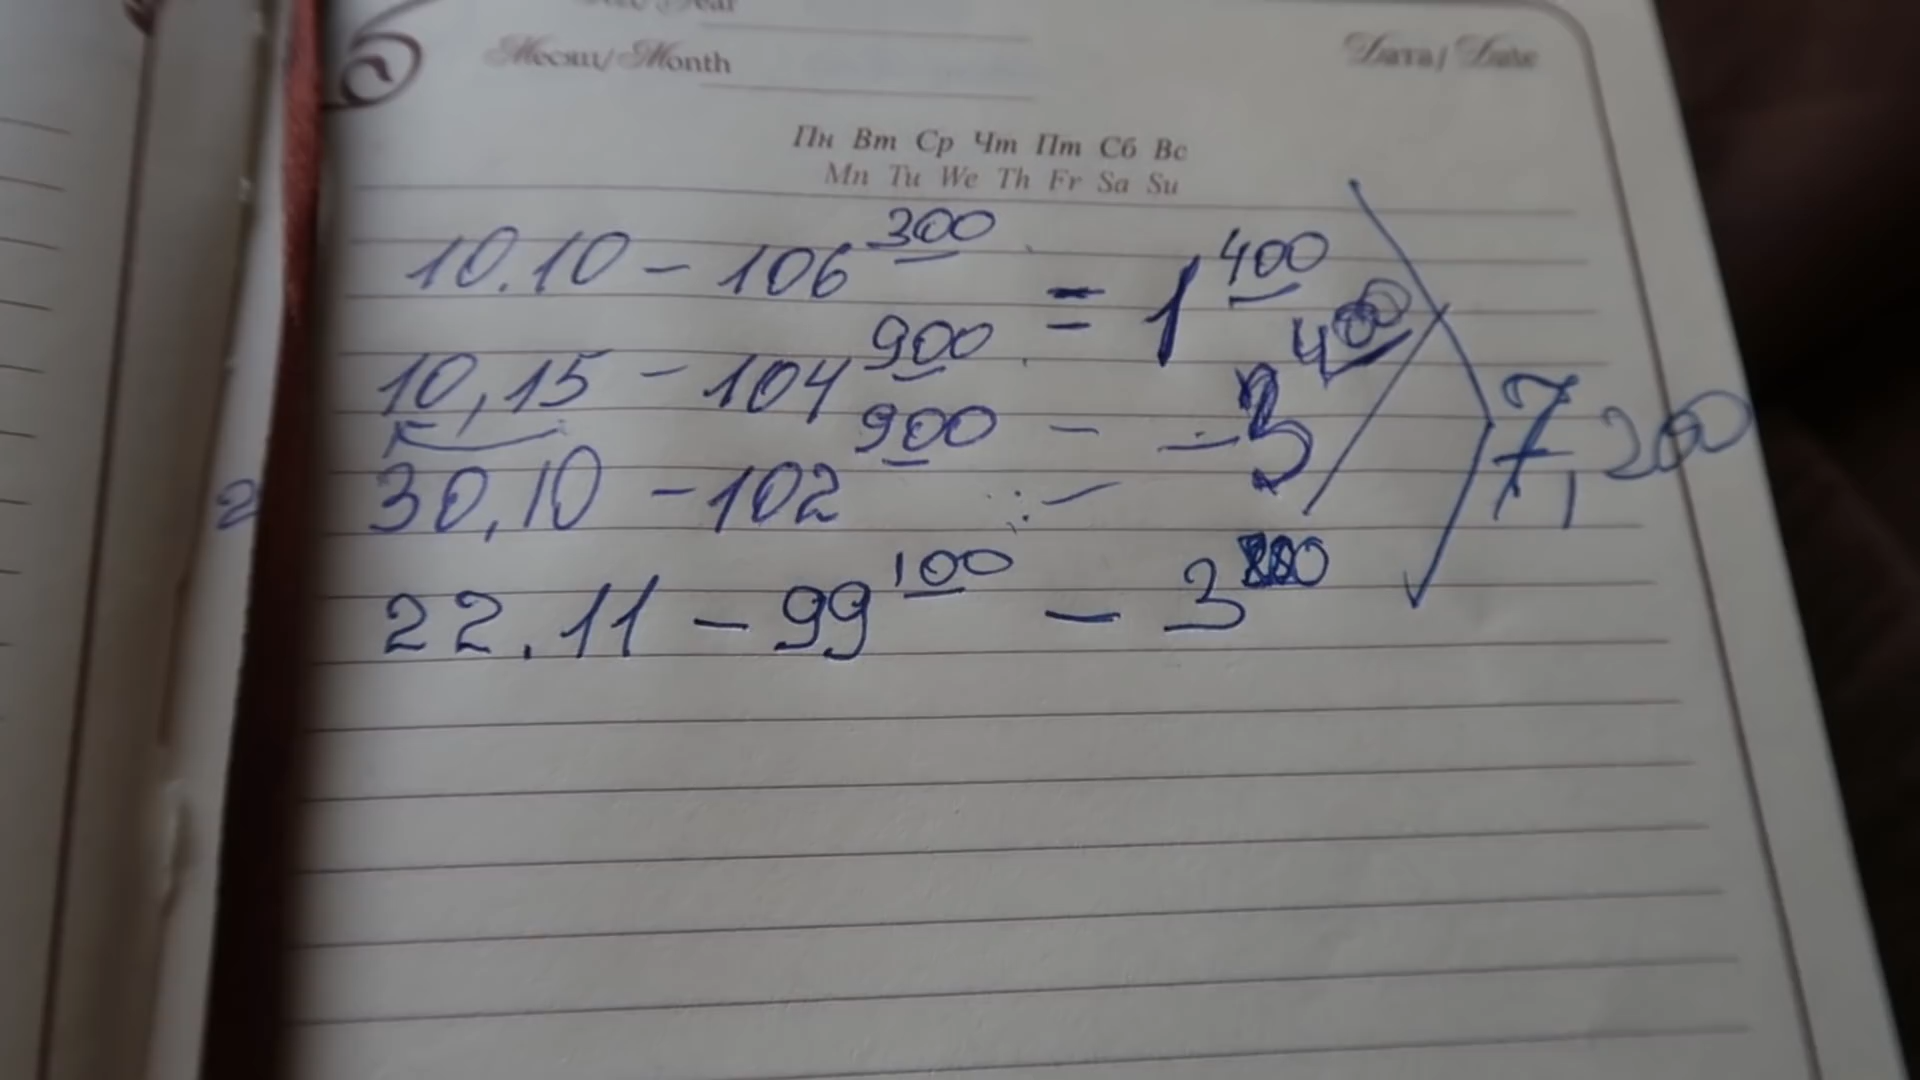 Месяц/Month
Дата/Date
Пн Вт Ср Чт Пт Сб Вс
Mn Tu We Th Fr Sa Su
10.10 - 106 300 = 1 400
10,15 - 104 900 - - 3 400
30,10 - 102 900 -
22.11 - 99 100 - 3
7,200